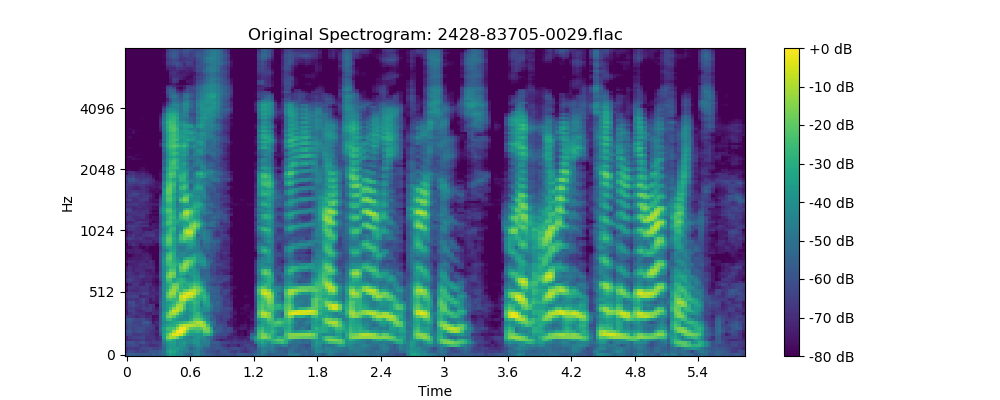 Original Spectrogram: 2428-83705-0029.flac
Hz
4096
2048
1024
512
0
0 0.6 1.2 1.8 2.4 3 3.6 4.2 4.8 5.4
Time
+0 dB
-10 dB
-20 dB
-30 dB
-40 dB
-50 dB
-60 dB
-70 dB
-80 dB